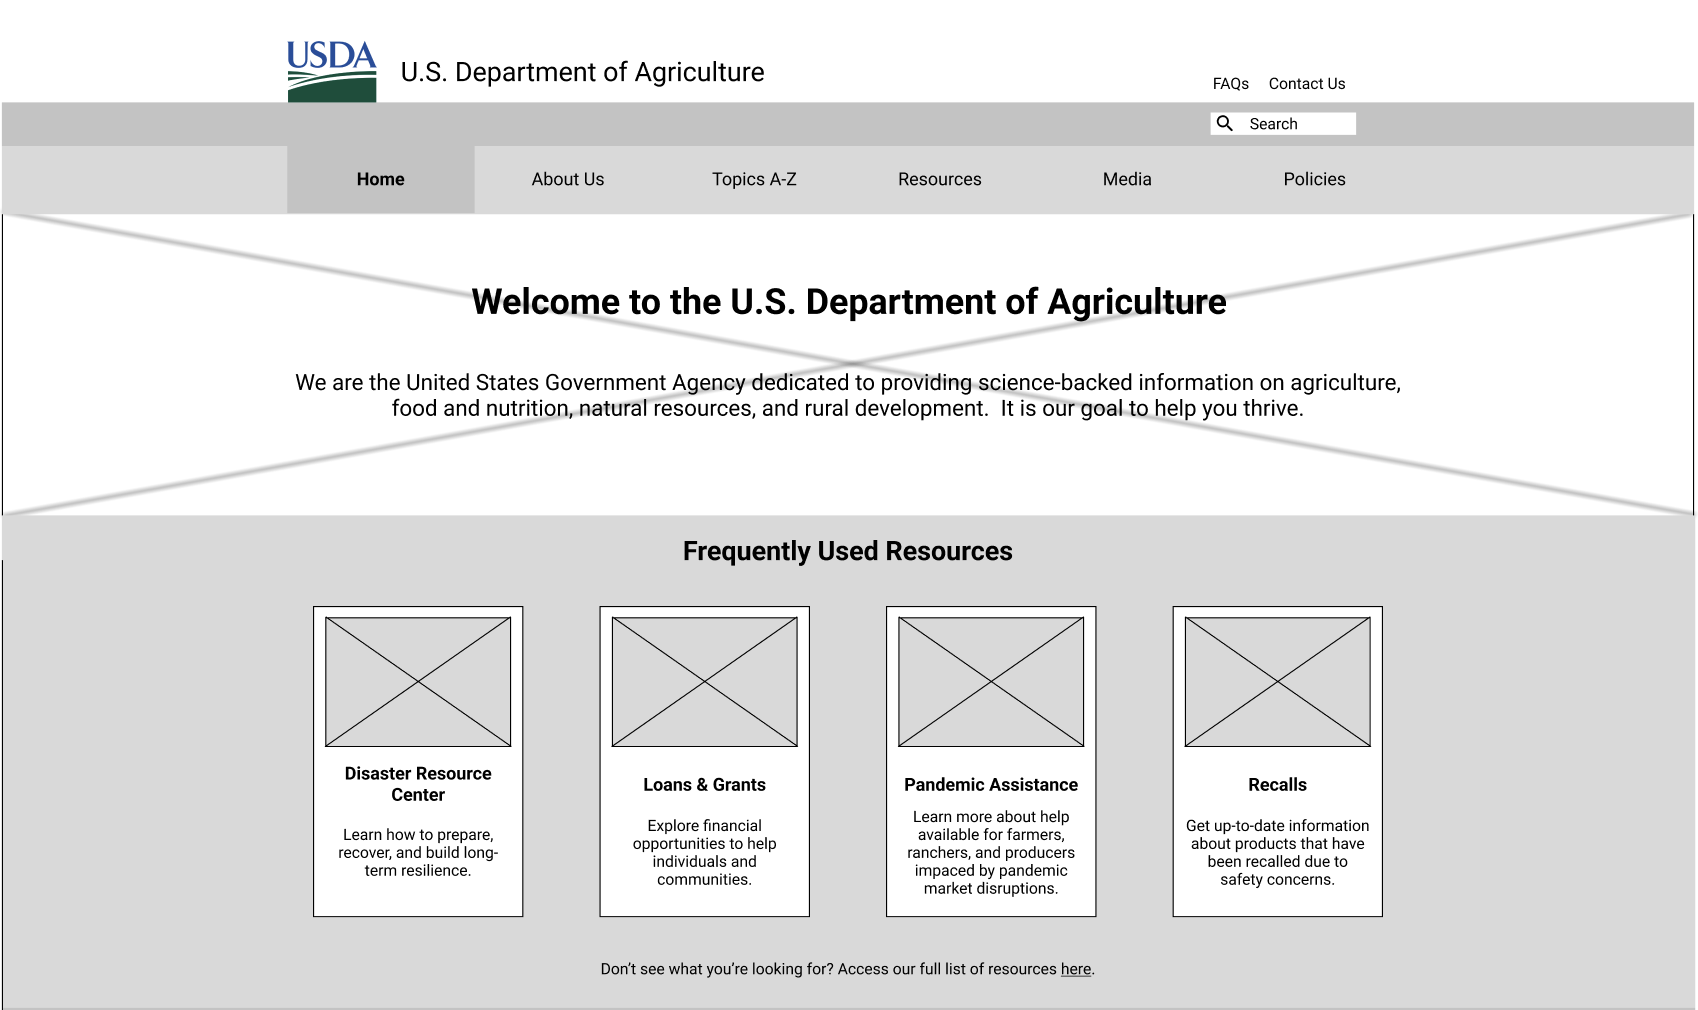 USDA
U.S. Department of Agriculture
FAQs Contact Us
Search
Home About Us Topics A-Z Resources Media Policies
Welcome to the U.S. Department of Agriculture
We are the United States Government Agency dedicated to providing science-backed information on agriculture,
food and nutrition, natural resources, and rural development.  It is our goal to help you thrive.
Frequently Used Resources
Disaster Resource
Center
Learn how to prepare,
recover, and build long-
term resilience.
Loans & Grants
Explore financial
opportunities to help
individuals and
communities.
Pandemic Assistance
Learn more about help
available for farmers,
ranchers, and producers
impaced by pandemic
market disruptions.
Recalls
Get up-to-date information
about products that have
been recalled due to
safety concerns.
Don’t see what you’re looking for? Access our full list of resources here.